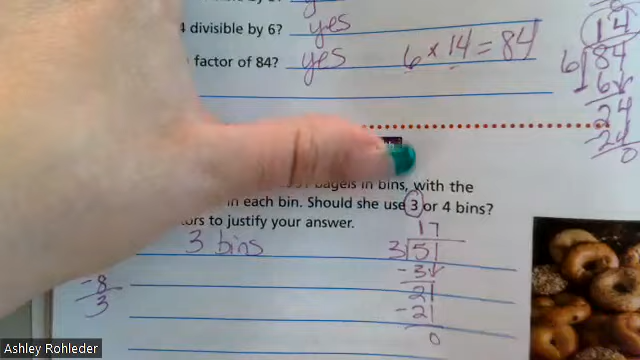 yes
divisible by 6? yes
factor of 84? yes 6 × 14 = 84
14
6 84
6
24
-24
0
bagels in bins, with the
in each bin. Should she use 3 or 4 bins?
to justify your answer.
3 bins
17
3 51
-3
21
-21
0
-8
3
Ashley Rohleder